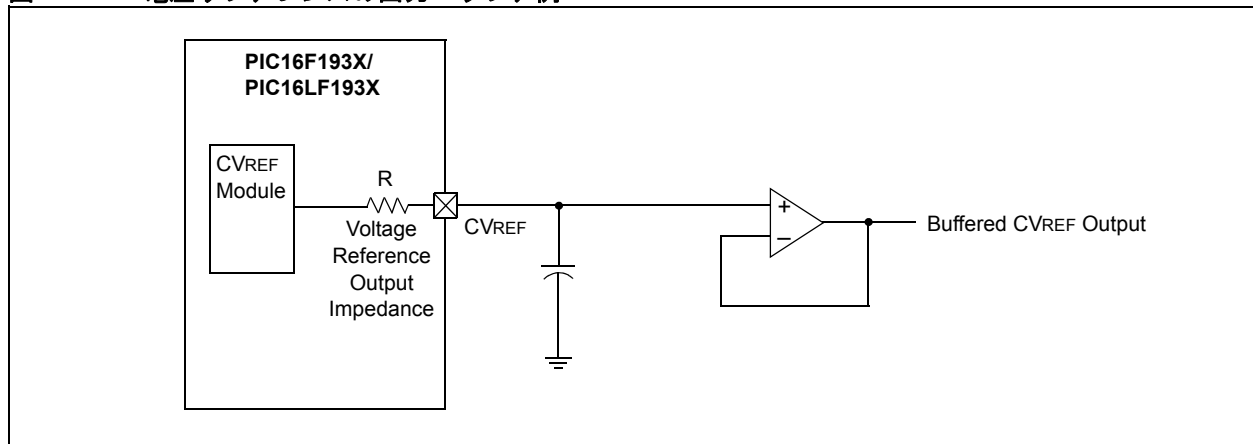 PIC16F193X/
PIC16LF193X
CVREF
Module
R
Voltage
Reference
Output
Impedance
CVREF
+
–
Buffered CVREF Output